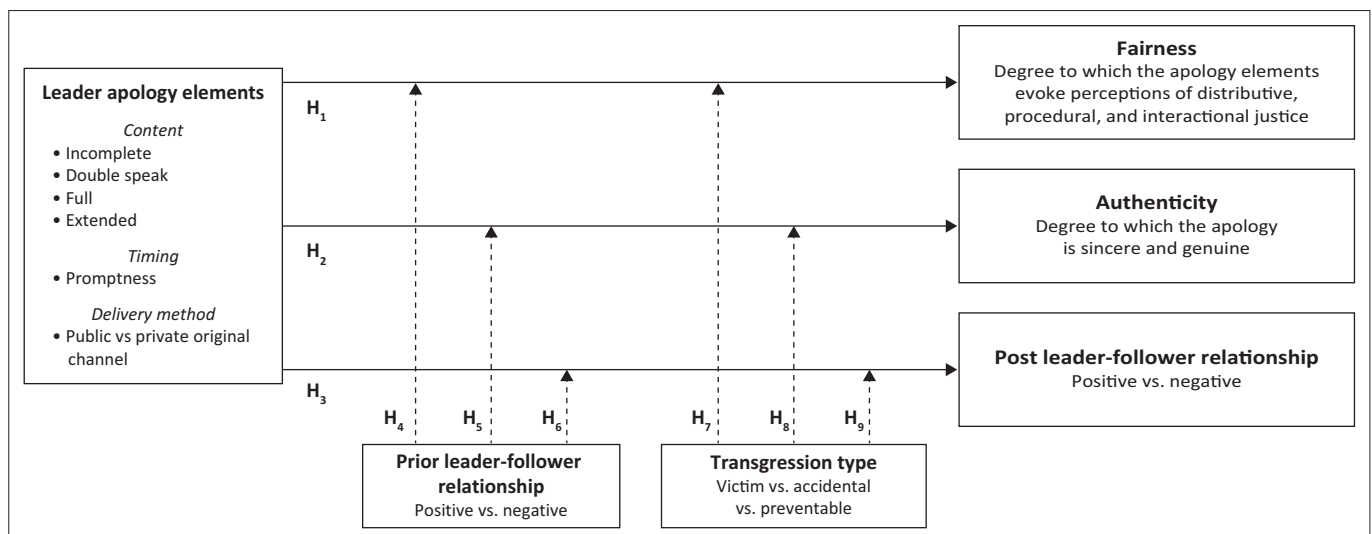 Leader apology elements
Content
• Incomplete
• Double speak
• Full
• Extended
Timing
• Promptness
Delivery method
• Public vs private original
channel
H₁
H₂
H₃
H₄
H₅
H₆
H₇
H₈
H₉
Prior leader-follower
relationship
Positive vs. negative
Transgression type
Victim vs. accidental
vs. preventable
Fairness
Degree to which the apology elements
evoke perceptions of distributive,
procedural, and interactional justice
Authenticity
Degree to which the apology
is sincere and genuine
Post leader-follower relationship
Positive vs. negative